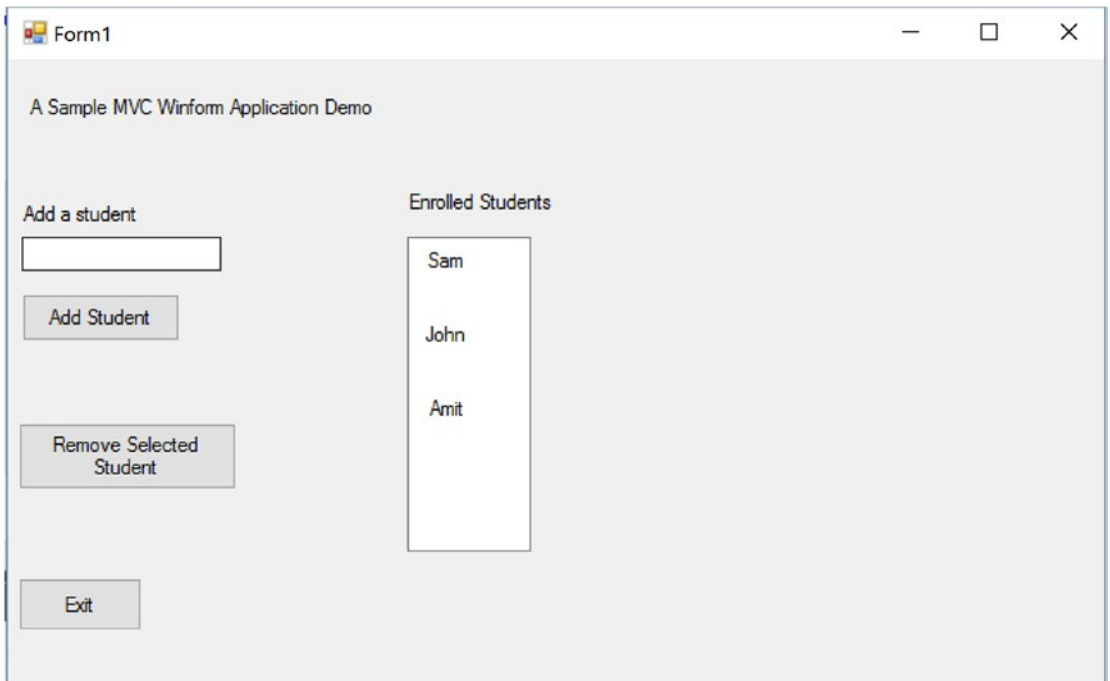 Form1
A Sample MVC Winform Application Demo
Add a student
Add Student
Remove Selected
Student
Exit
Enrolled Students
Sam
John
Amit